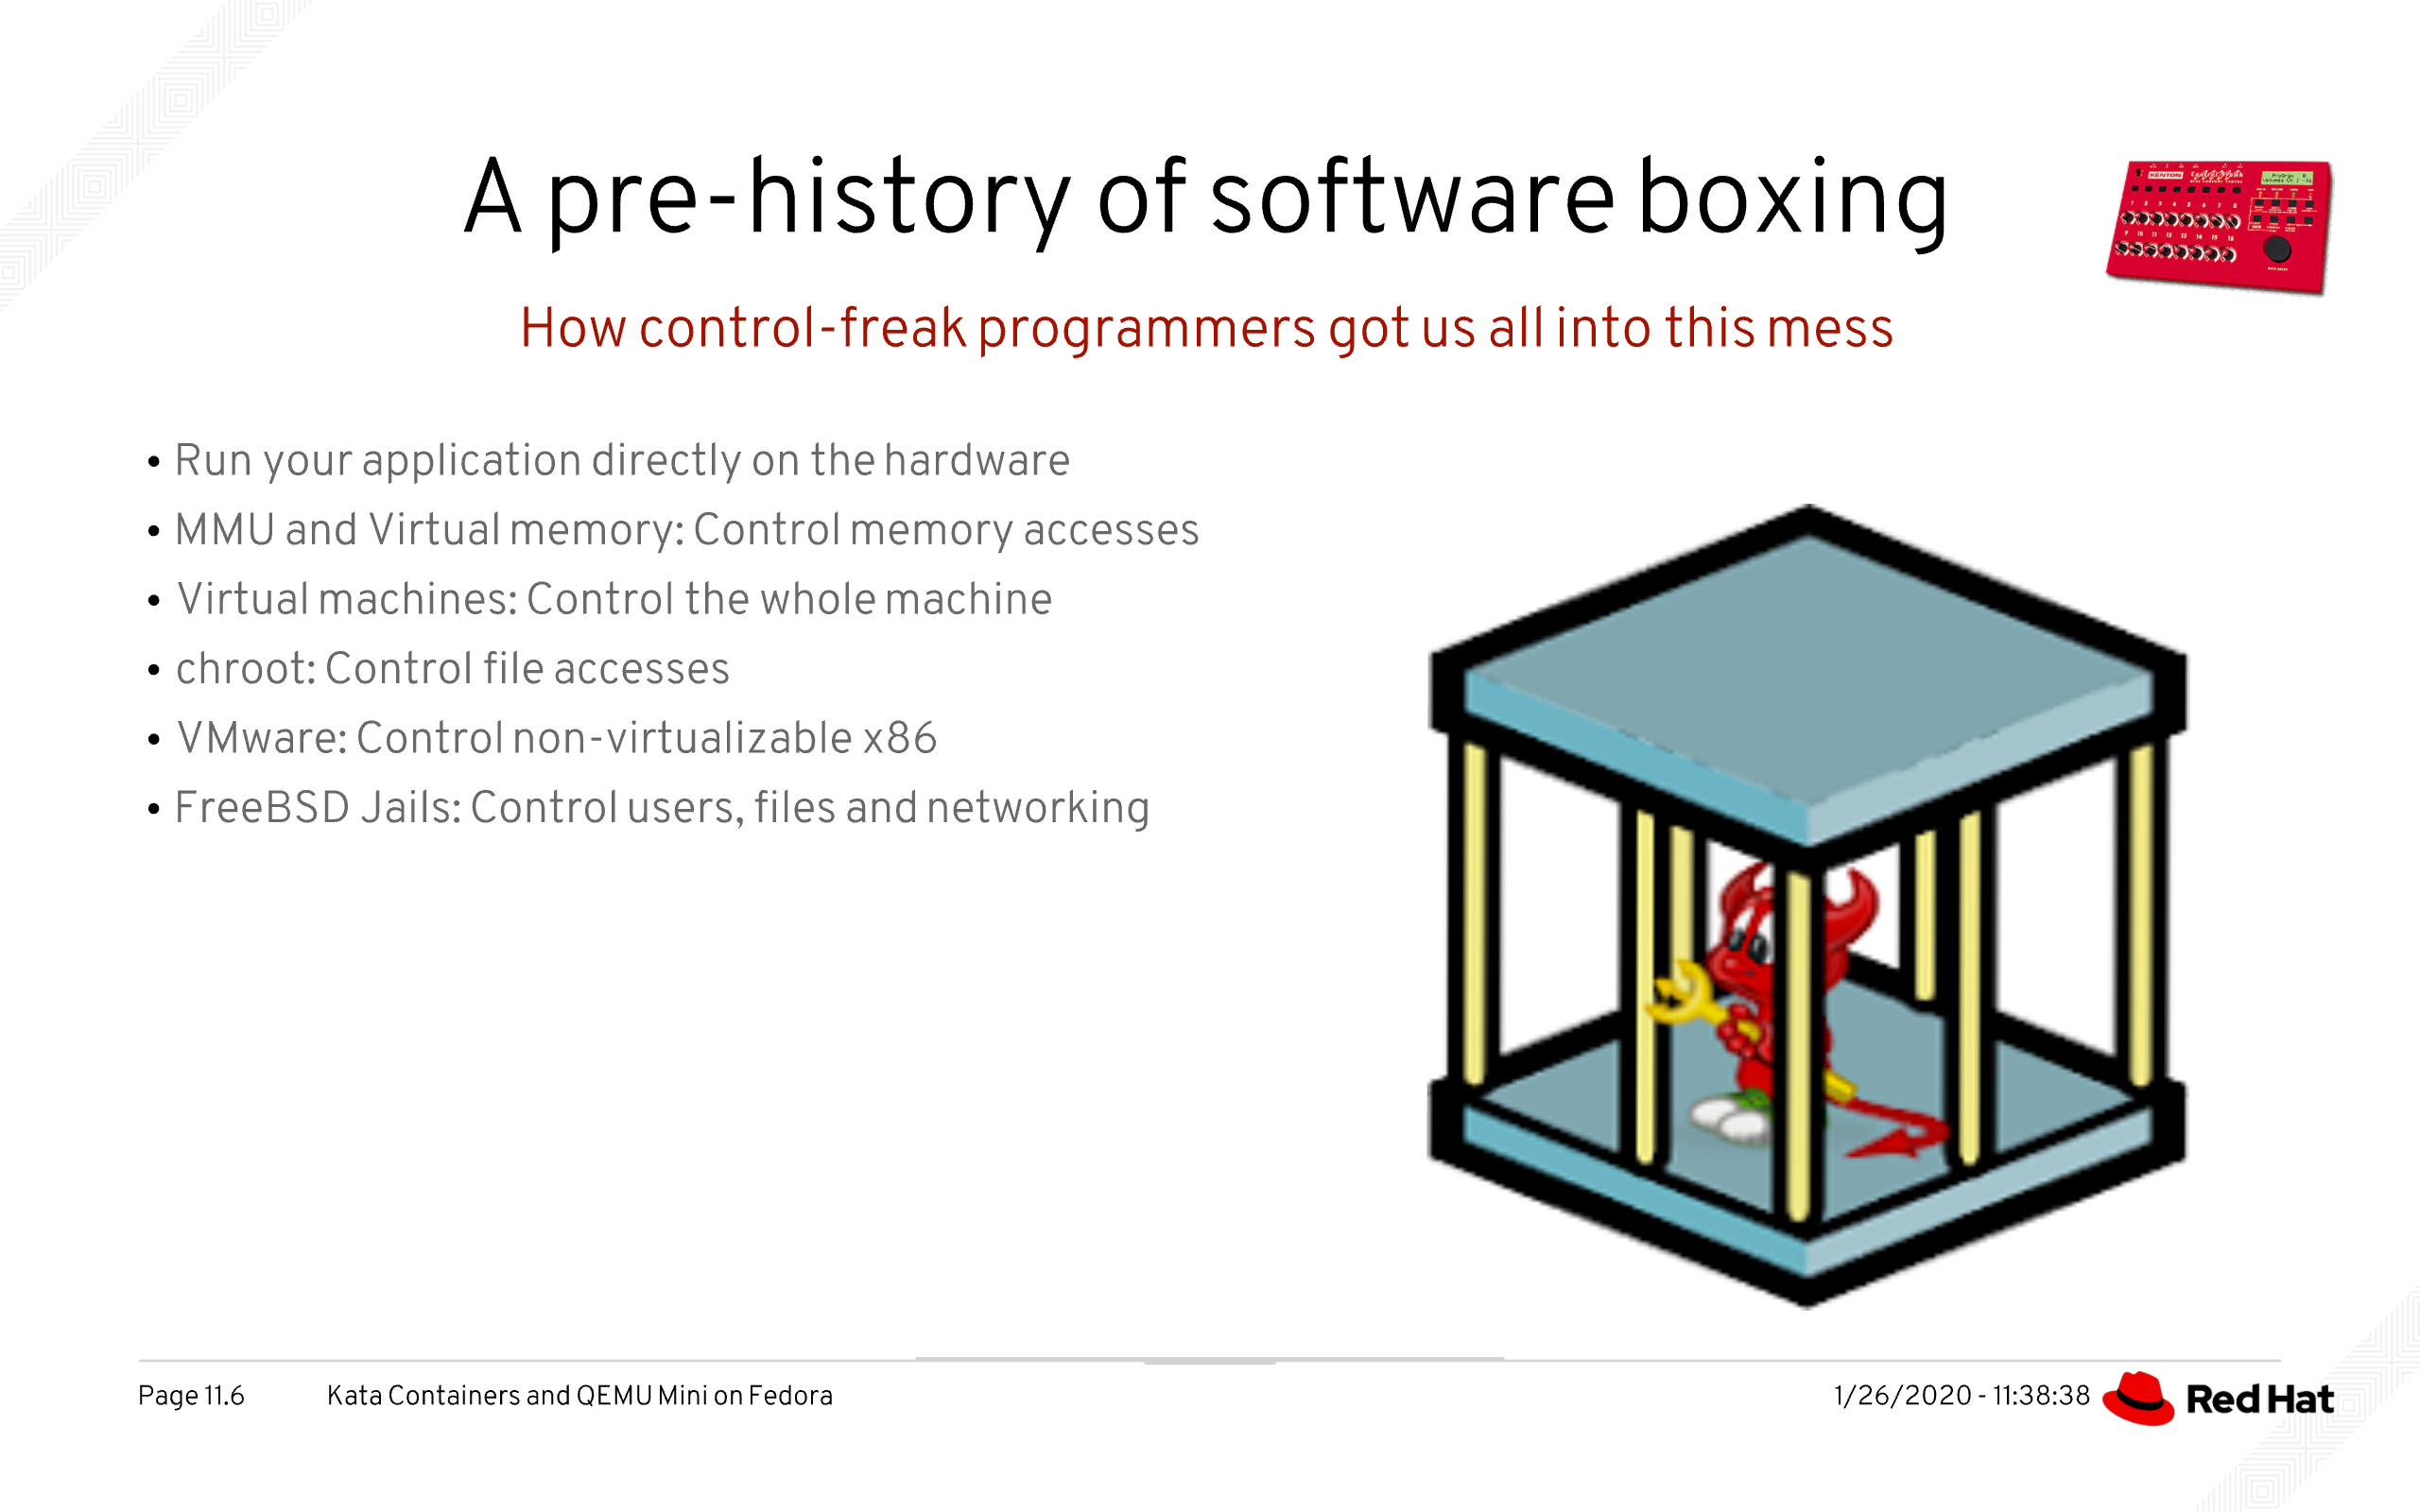 A pre-history of software boxing
KENTON
How control-freak programmers got us all into this mess
• Run your application directly on the hardware
• MMU and Virtual memory: Control memory accesses
• Virtual machines: Control the whole machine
• chroot: Control file accesses
• VMware: Control non-virtualizable x86
• FreeBSD Jails: Control users, files and networking
Page 11.6 Kata Containers and QEMU Mini on Fedora 1/26/2020 - 11:38:38 Red Hat